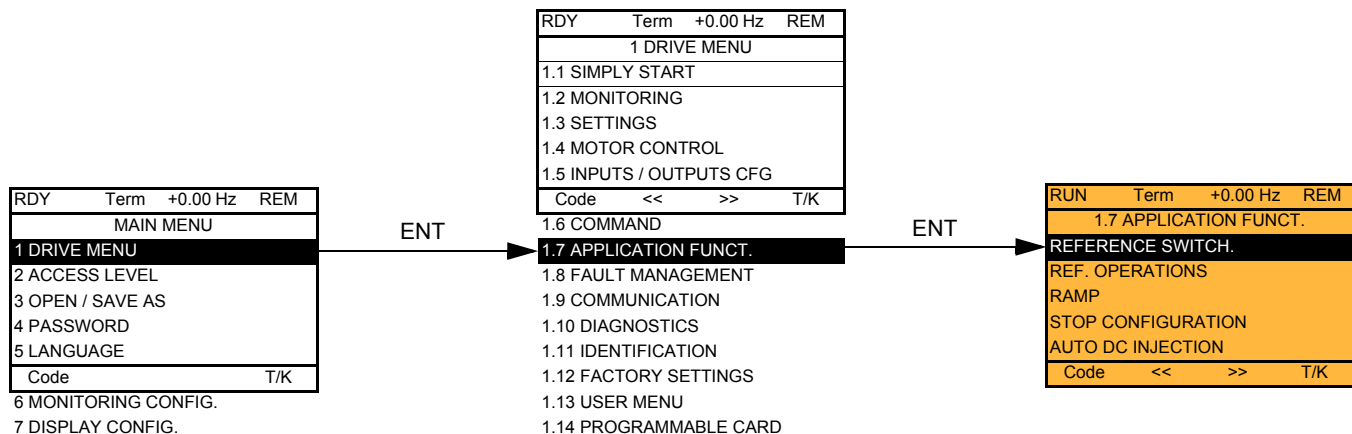 RDY Term +0.00 Hz REM
MAIN MENU
1 DRIVE MENU
2 ACCESS LEVEL
3 OPEN / SAVE AS
4 PASSWORD
5 LANGUAGE
Code T/K
6 MONITORING CONFIG.
7 DISPLAY CONFIG.
ENT
RDY Term +0.00 Hz REM
1 DRIVE MENU
1.1 SIMPLY START
1.2 MONITORING
1.3 SETTINGS
1.4 MOTOR CONTROL
1.5 INPUTS / OUTPUTS CFG
Code << >> T/K
1.6 COMMAND
1.7 APPLICATION FUNCT.
1.8 FAULT MANAGEMENT
1.9 COMMUNICATION
1.10 DIAGNOSTICS
1.11 IDENTIFICATION
1.12 FACTORY SETTINGS
1.13 USER MENU
1.14 PROGRAMMABLE CARD
ENT
RUN Term +0.00 Hz REM
1.7 APPLICATION FUNCT.
REFERENCE SWITCH.
REF. OPERATIONS
RAMP
STOP CONFIGURATION
AUTO DC INJECTION
Code << >> T/K